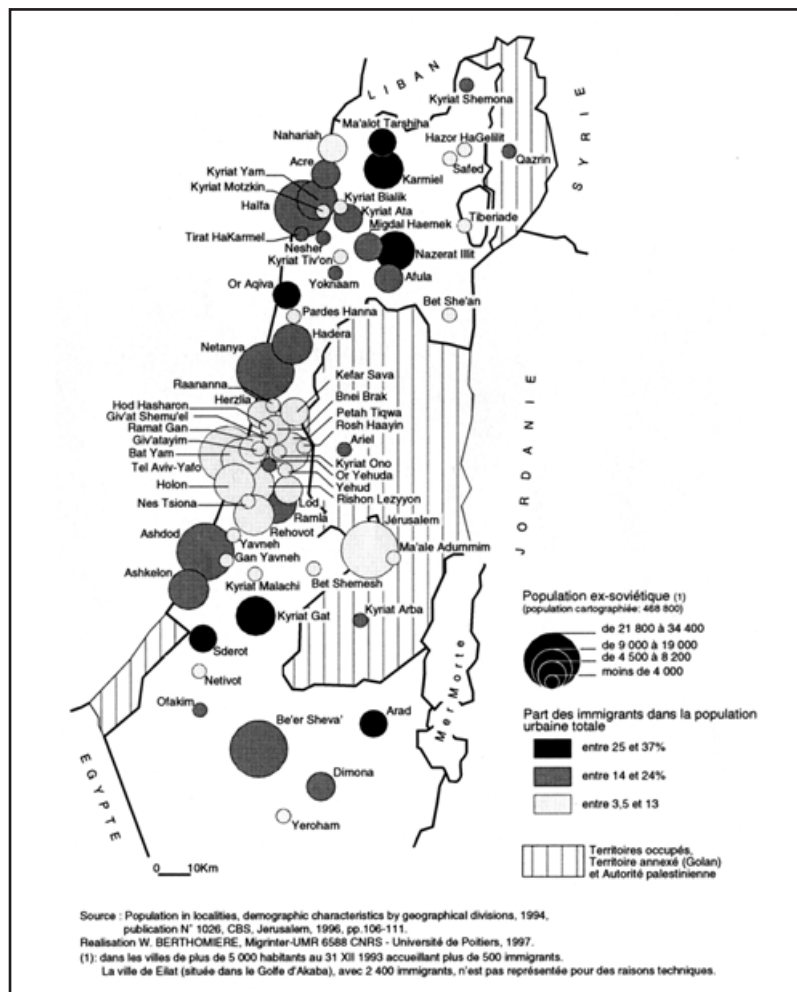 LIBAN
SYRIE
Kyriat Shemona
Ma'alot Tarshiha
Nahariah
Hazor HaGelilit
Acre
Safed
Qazrin
Kyriat Yam
Karmiel
Kyriat Motzkin
Kyriat Bialik
Haïfa
Kyriat Ata
Migdal Haemek
Tiberiade
Tirat HaKarmel
Nesher
Nazerat Illit
Kyriat Tiv'on
Yoknaam
Afula
Or Aqiva
Bet She'an
Pardes Hanna
Hadera
Netanya
Kefar Sava
Raananna
Herzlia
Bnei Brak
Hod Hasharon
Petah Tiqwa
Giv'at Shemu'el
Rosh Haayin
Ramat Gan
Giv'atayim
Ariel
Bat Yam
Kyriat Ono
Tel Aviv-Yafo
Or Yehuda
Holon
Yehud
Rishon Lezyyon
Nes Tsiona
Lod
Ramla
Jérusalem
Rehovot
Ashdod
Yavneh
Ma'ale Adummim
Gan Yavneh
Ashkelon
Kyrial Malachi
Bet Shemesh
Kyriat Gat
Kyriat Arba
Sderot
Netivot
Ofakim
Be'er Sheva'
Arad
Dimona
Yeroham
JORDANIE
Mer Morte
EGYPTE
0 10Km
Population ex-soviétique (1)
(population cartographiée: 468 800)
de 21 800 à 34 400
de 9 000 à 19 000
de 4 500 à 8 200
moins de 4 000
Part des immigrants dans la population
urbaine totale
entre 25 et 37%
entre 14 et 24%
entre 3,5 et 13
Territoires occupés,
Territoire annexé (Golan)
et Autorité palestinienne
Source : Population in localities, demographic characteristics by geographical divisions, 1994,
publication N° 1026, CBS, Jerusalem, 1996, pp.106-111.
Realisation W. BERTHOMIERE, Migrinter-UMR 6588 CNRS - Université de Poitiers, 1997.
(1): dans les villes de plus de 5 000 habitants au 31 XII 1993 accueillant plus de 500 immigrants.
La ville de Eilat (située dans le Golfe d'Akaba), avec 2 400 immigrants, n'est pas représentée pour des raisons techniques.